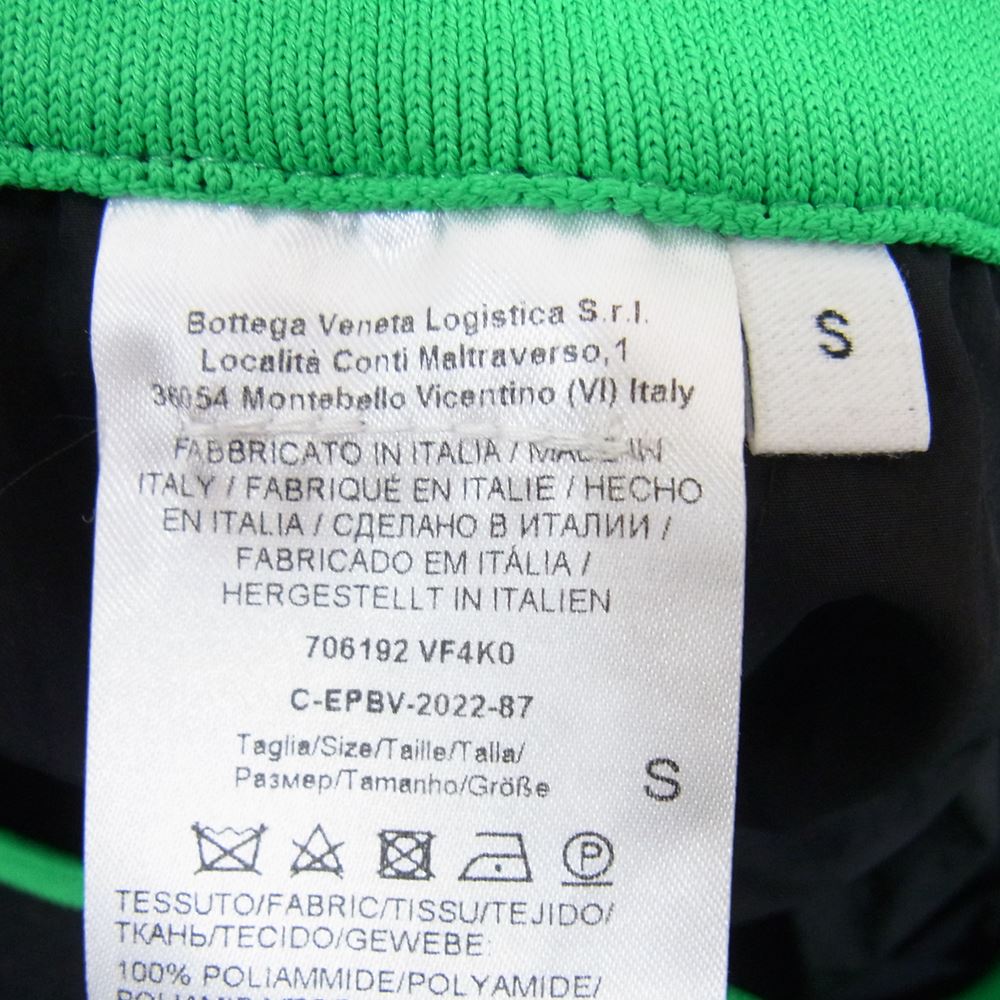 Bottega Veneta Logistica S.r.l.
Località Conti Maltraverso,1
36054 Montebello Vicentino (VI) Italy
S
FABBRICATO IN ITALIA / MADE IN
ITALY / FABRIQUÉ EN ITALIE / HECHO
EN ITALIA / СДЕЛАНО В ИТАЛИИ /
FABRICADO EM ITÁLIA /
HERGESTELLT IN ITALIEN
706192 VF4K0
C-EPBV-2022-87
Taglia/Size/Taille/Talla/
Размер/Tamanho/Größe
S
P
TESSUTO/FABRIC/TISSU/TEJIDO/
ТКАНЬ/TECIDO/GEWEBE:
100% POLIAMMIDE/POLYAMIDE/